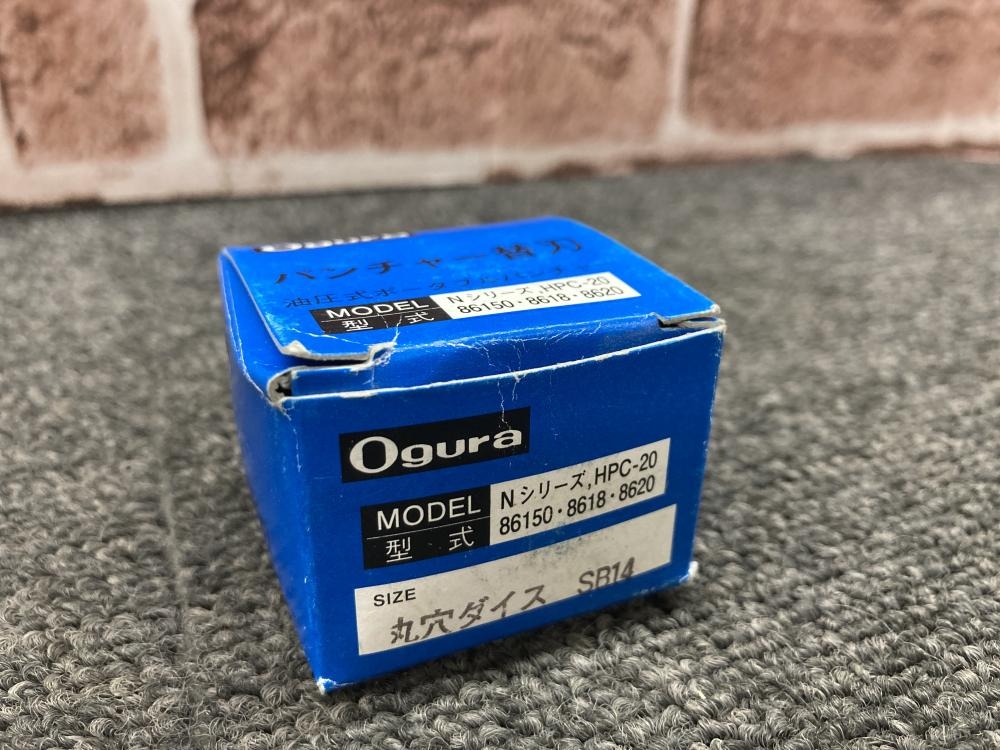 Ogura
パンチャー替刃
油圧式ポータブルパンチ
MODEL
型 式
Nシリーズ,HPC-20
86150・8618・8620
Ogura
MODEL
型 式
Nシリーズ,HPC-20
86150・8618・8620
SIZE
丸穴ダイス SB14